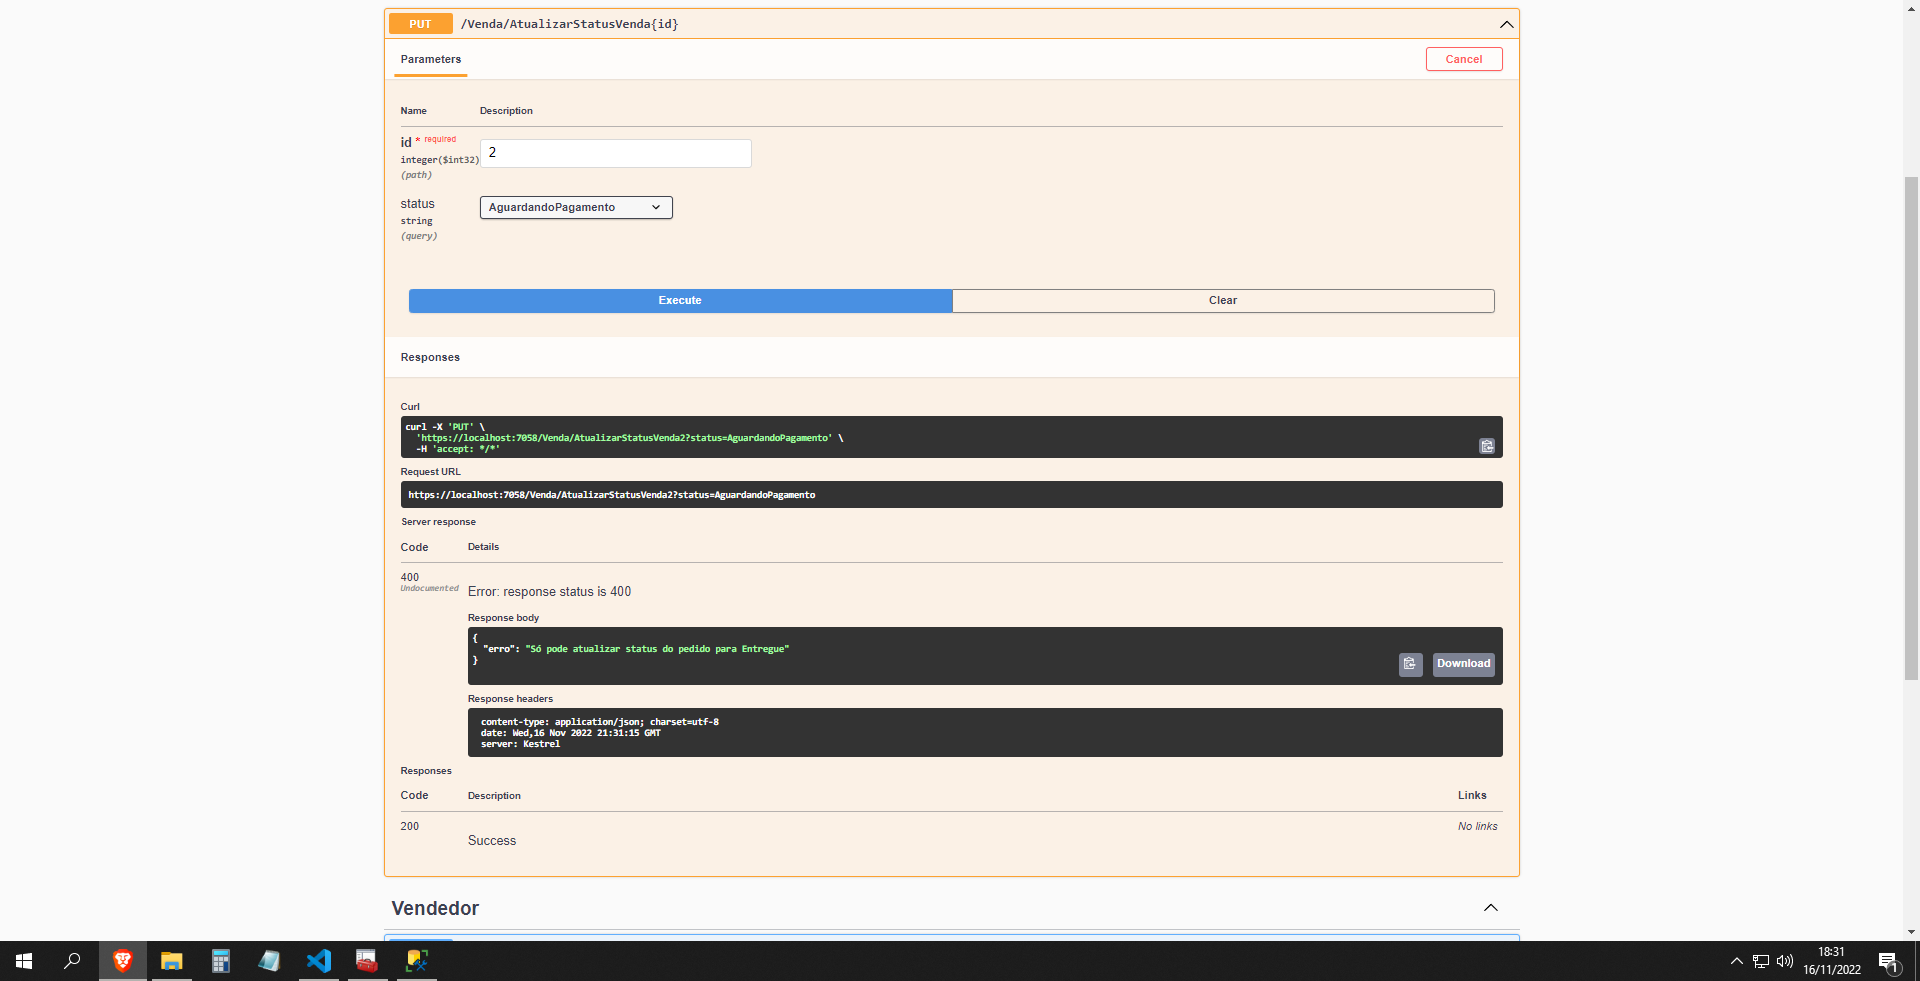 PUT /Venda/AtualizarStatusVenda{id}
Parameters
Cancel
Name Description
id * required
integer($int32)
(path)
2
status
string
(query)
AguardandoPagamento
Execute
Clear
Responses
Curl
curl -X 'PUT' \
'https://localhost:7058/Venda/AtualizarStatusVenda2?status=AguardandoPagamento' \
-H 'accept: */*'
Request URL
https://localhost:7058/Venda/AtualizarStatusVenda2?status=AguardandoPagamento
Server response
Code Details
400
Undocumented
Error: response status is 400
Response body
{
"erro": "Só pode atualizar status do pedido para Entregue"
}
Download
Response headers
content-type: application/json; charset=utf-8
date: Wed,16 Nov 2022 21:31:15 GMT
server: Kestrel
Responses
Code Description Links
200
Success
No links
Vendedor
18:31
16/11/2022
1